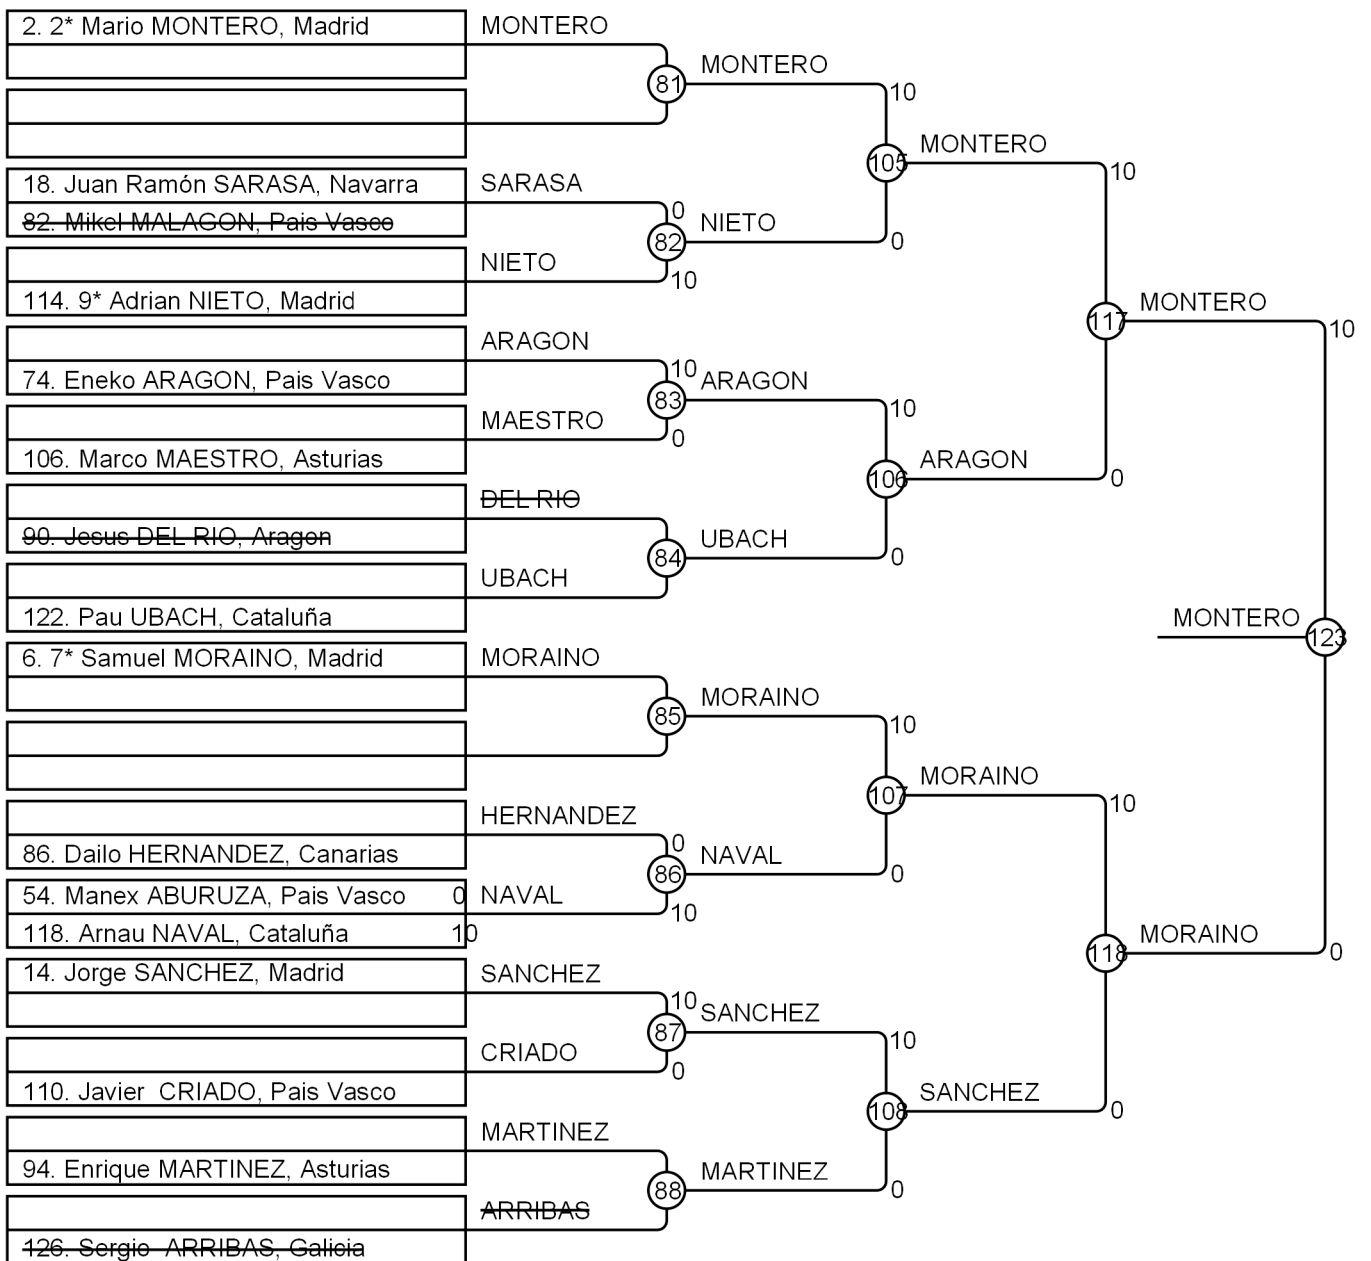 2. 2* Mario MONTERO, Madrid
MONTERO
MONTERO
81
10
MONTERO
105
10
18. Juan Ramón SARASA, Navarra
SARASA
82. Mikel MALAGON, Pais Vasco
0
82
NIETO
0
NIETO
10
114. 9* Adrian NIETO, Madrid
MONTERO
117
10
ARAGON
74. Eneko ARAGON, Pais Vasco
10
83
ARAGON
10
MAESTRO
0
106. Marco MAESTRO, Asturias
ARAGON
106
0
DEL RIO
90. Jesus DEL RIO, Aragon
84
UBACH
0
UBACH
122. Pau UBACH, Cataluña
MONTERO
123
6. 7* Samuel MORAINO, Madrid
MORAINO
MORAINO
85
10
MORAINO
107
10
HERNANDEZ
86. Dailo HERNANDEZ, Canarias
0
86
NAVAL
0
54. Manex ABURUZA, Pais Vasco 0
NAVAL
10
118. Arnau NAVAL, Cataluña 10
MORAINO
118
0
14. Jorge SANCHEZ, Madrid
SANCHEZ
10
87
SANCHEZ
10
CRIADO
0
110. Javier CRIADO, Pais Vasco
SANCHEZ
108
0
MARTINEZ
94. Enrique MARTINEZ, Asturias
88
MARTINEZ
0
ARRIBAS
126. Sergio ARRIBAS, Galicia